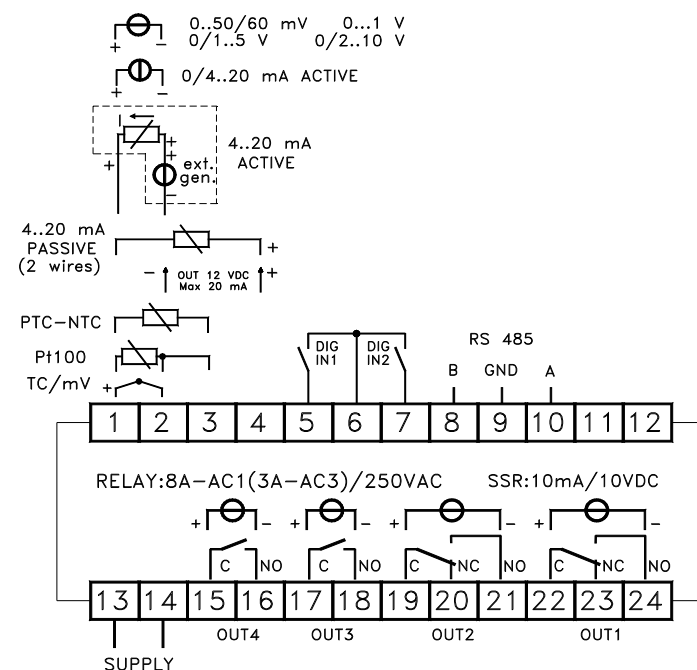 0..50/60 mV 0...1 V
0/1..5 V 0/2..10 V
+ −
0/4..20 mA ACTIVE
+ −
4..20 mA
ACTIVE
+
+
+
ext.
gen.
−
4..20 mA
PASSIVE
(2 wires)
+
− OUT 12 VDC +
Max 20 mA
PTC−NTC
Pt100
TC/mV +
DIG
IN1
DIG
IN2
RS 485
B GND A
1 2 3 4 5 6 7 8 9 10 11 12
RELAY:8A−AC1(3A−AC3)/250VAC SSR:10mA/10VDC
+ − + − + − + −
C NO C NO C NC NO C NC NO
13 14 15 16 17 18 19 20 21 22 23 24
OUT4 OUT3 OUT2 OUT1
SUPPLY